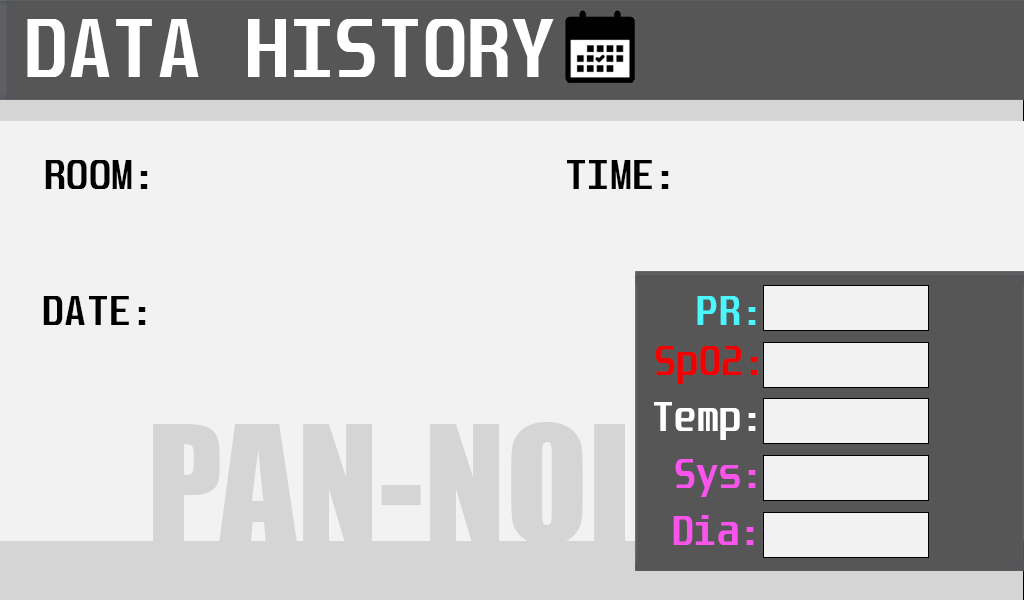 DATA HISTORY
ROOM:
TIME:
DATE:
PR:
SpO2:
Temp:
Sys:
Dia: